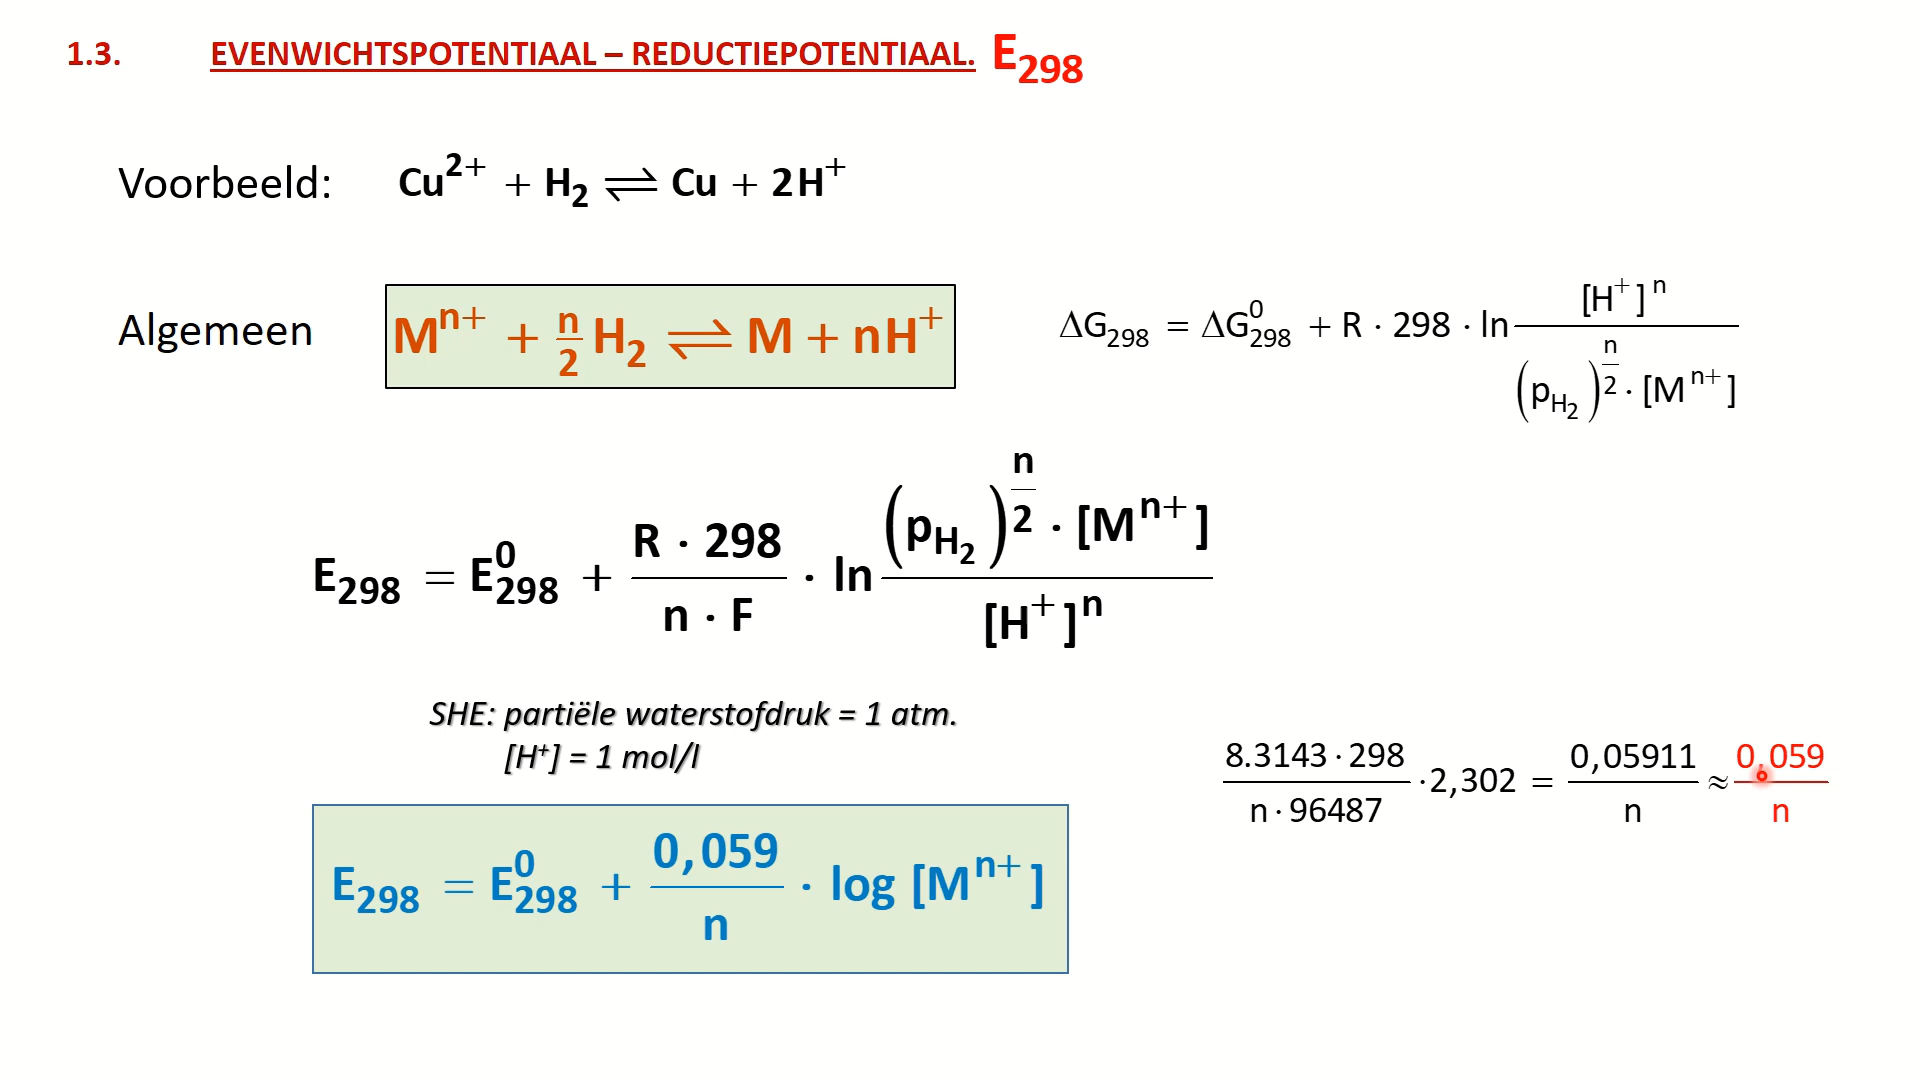 1.3. EVENWICHTSPOTENTIAAL – REDUCTIEPOTENTIAAL. E₂₉₈
Voorbeeld: Cu²⁺ + H₂ ⇌ Cu + 2H⁺
Algemeen Mⁿ⁺ + n/2 H₂ ⇌ M + nH⁺
ΔG₂₉₈ = ΔG⁰₂₉₈ + R · 298 · ln [H⁺]ⁿ / (p_H₂)^(n/2) · [Mⁿ⁺]
E₂₉₈ = E⁰₂₉₈ + R · 298 / n · F · ln (p_H₂)^(n/2) · [Mⁿ⁺] / [H⁺]ⁿ
SHE: partiële waterstofdruk = 1 atm.
[H⁺] = 1 mol/l
8.3143 · 298 / n · 96487 · 2,302 = 0,05911 / n ≈ 0,059 / n
E₂₉₈ = E⁰₂₉₈ + 0,059 / n · log [Mⁿ⁺]